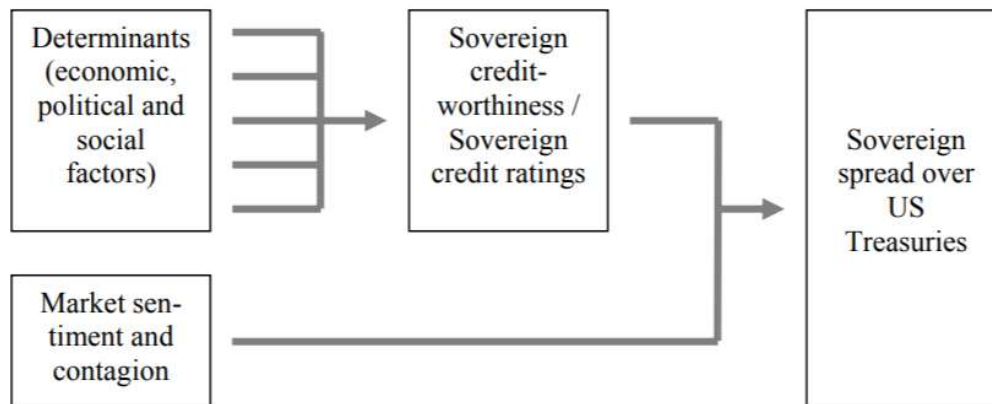 Determinants
(economic,
political and
social
factors)
Sovereign
credit-
worthiness /
Sovereign
credit ratings
Sovereign
spread over
US
Treasuries
Market sen-
timent and
contagion